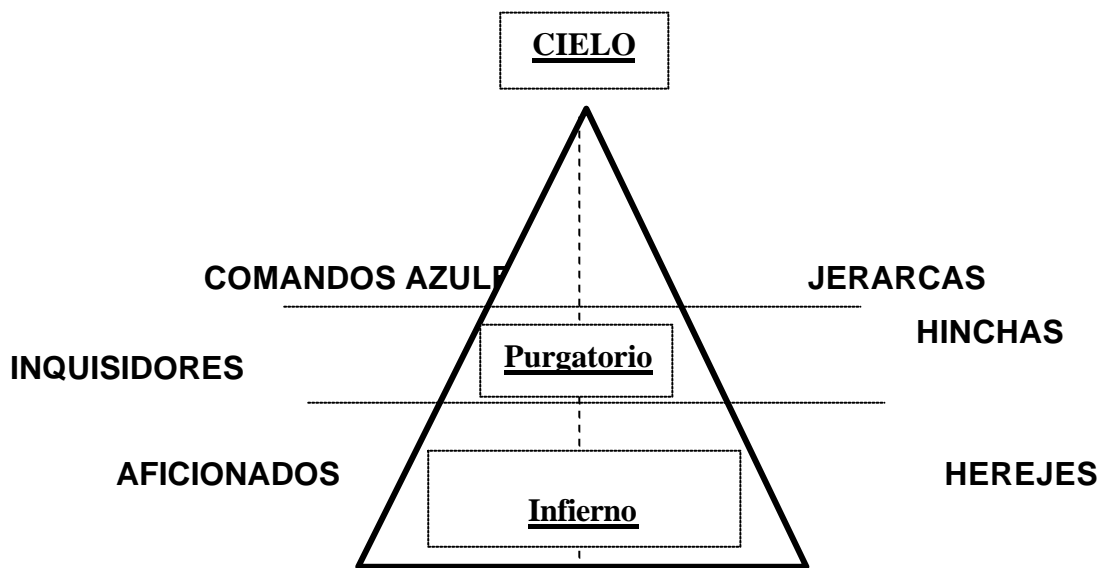 CIELO
COMANDOS AZULE
JERARCAS
HINCHAS
Purgatorio
INQUISIDORES
AFICIONADOS
HEREJES
Infierno